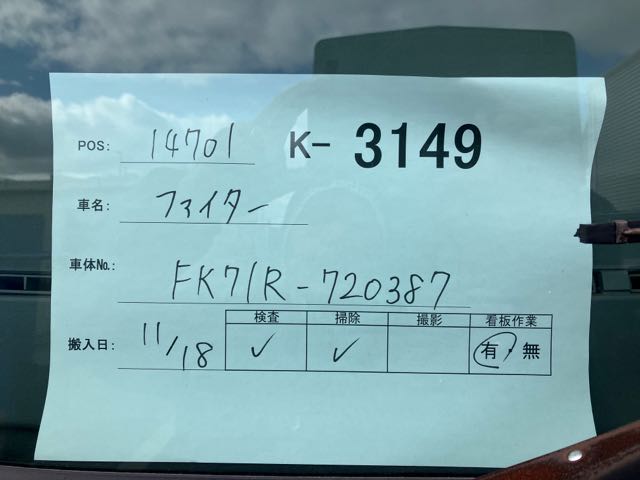 POS: 14701 K- 3149
車名: ファイター
車体No.: FK71R-720387
検査 掃除 撮影 看板作業
搬入日: 11/18 ✓ ✓ 有・無